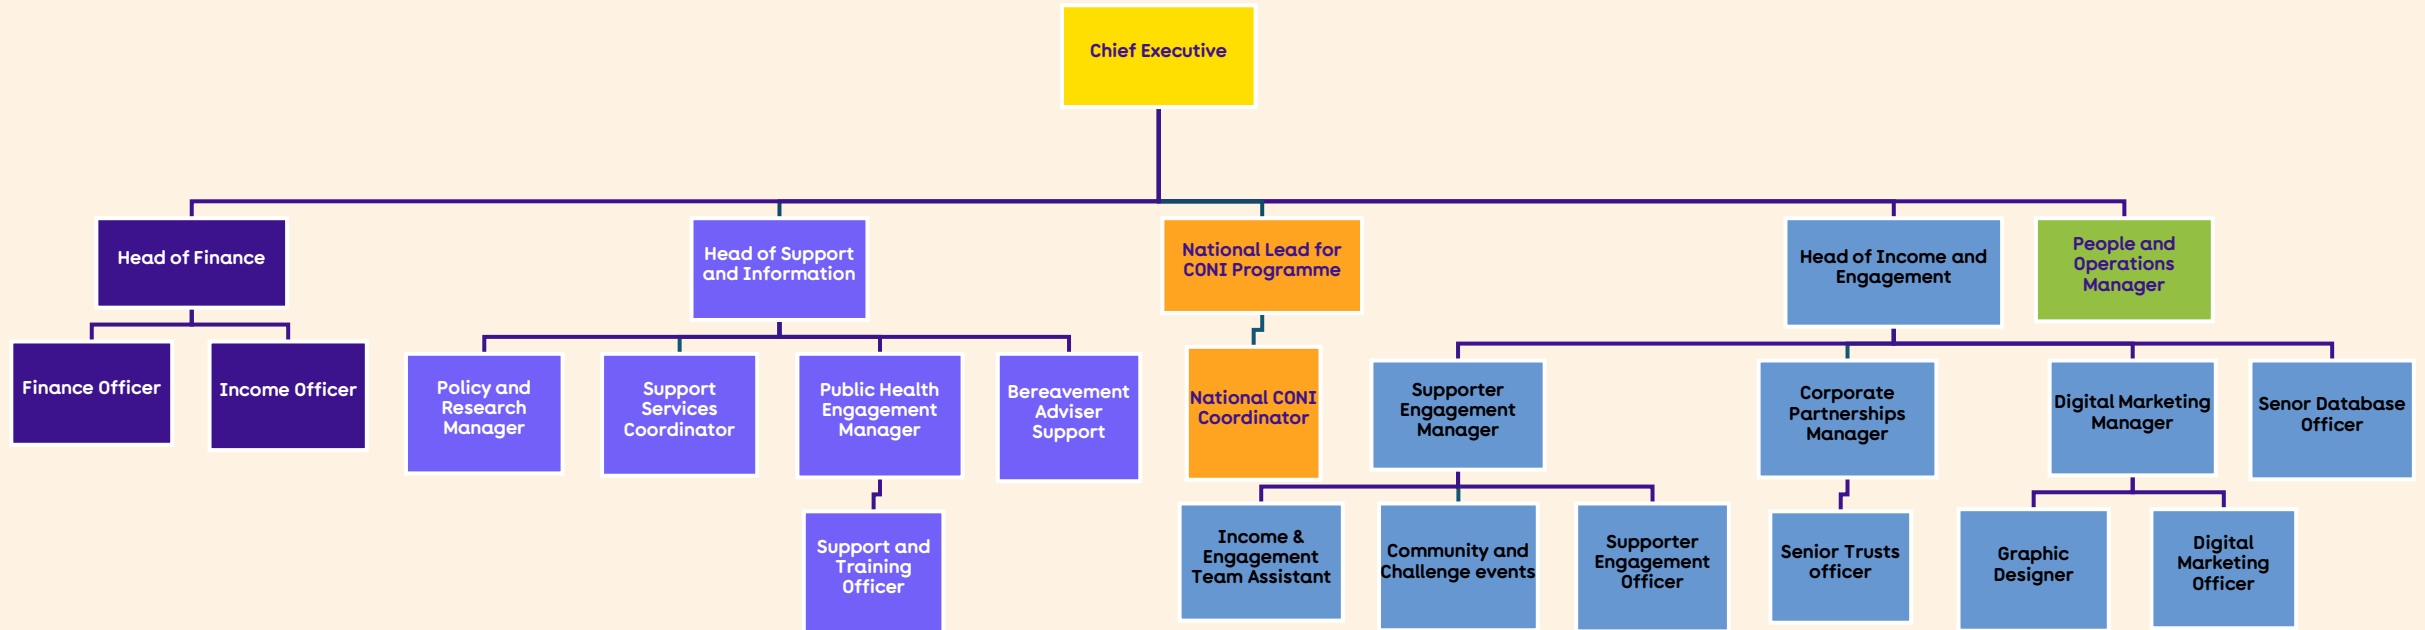 Chief Executive
Head of Finance
Head of Support
and Information
National Lead for
CONI Programme
Head of Income and
Engagement
People and
Operations
Manager
Finance Officer
Income Officer
Policy and
Research
Manager
Support
Services
Coordinator
Public Health
Engagement
Manager
Bereavement
Adviser
Support
National CONI
Coordinator
Supporter
Engagement
Manager
Corporate
Partnerships
Manager
Digital Marketing
Manager
Senor Database
Officer
Support and
Training
Officer
Income &
Engagement
Team Assistant
Community and
Challenge events
Supporter
Engagement
Officer
Senior Trusts
officer
Graphic
Designer
Digital
Marketing
Officer